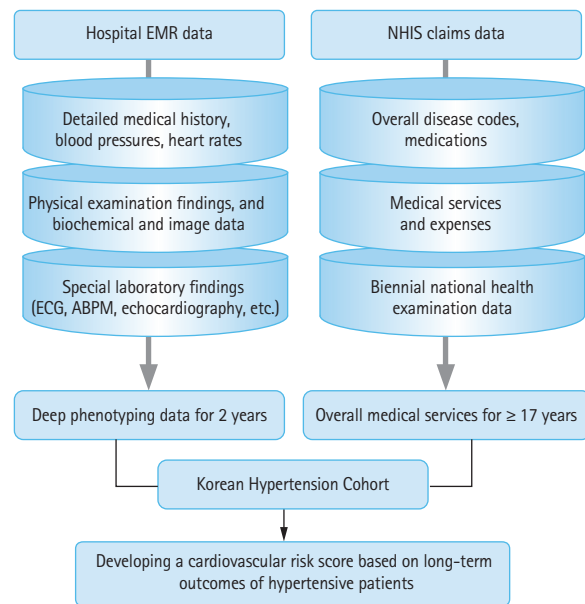 Hospital EMR data
Detailed medical history,
blood pressures, heart rates
Physical examination findings, and
biochemical and image data
Special laboratory findings
(ECG, ABPM, echocardiography, etc.)
Deep phenotyping data for 2 years
NHIS claims data
Overall disease codes,
medications
Medical services
and expenses
Biennial national health
examination data
Overall medical services for ≥ 17 years
Korean Hypertension Cohort
Developing a cardiovascular risk score based on long-term
outcomes of hypertensive patients